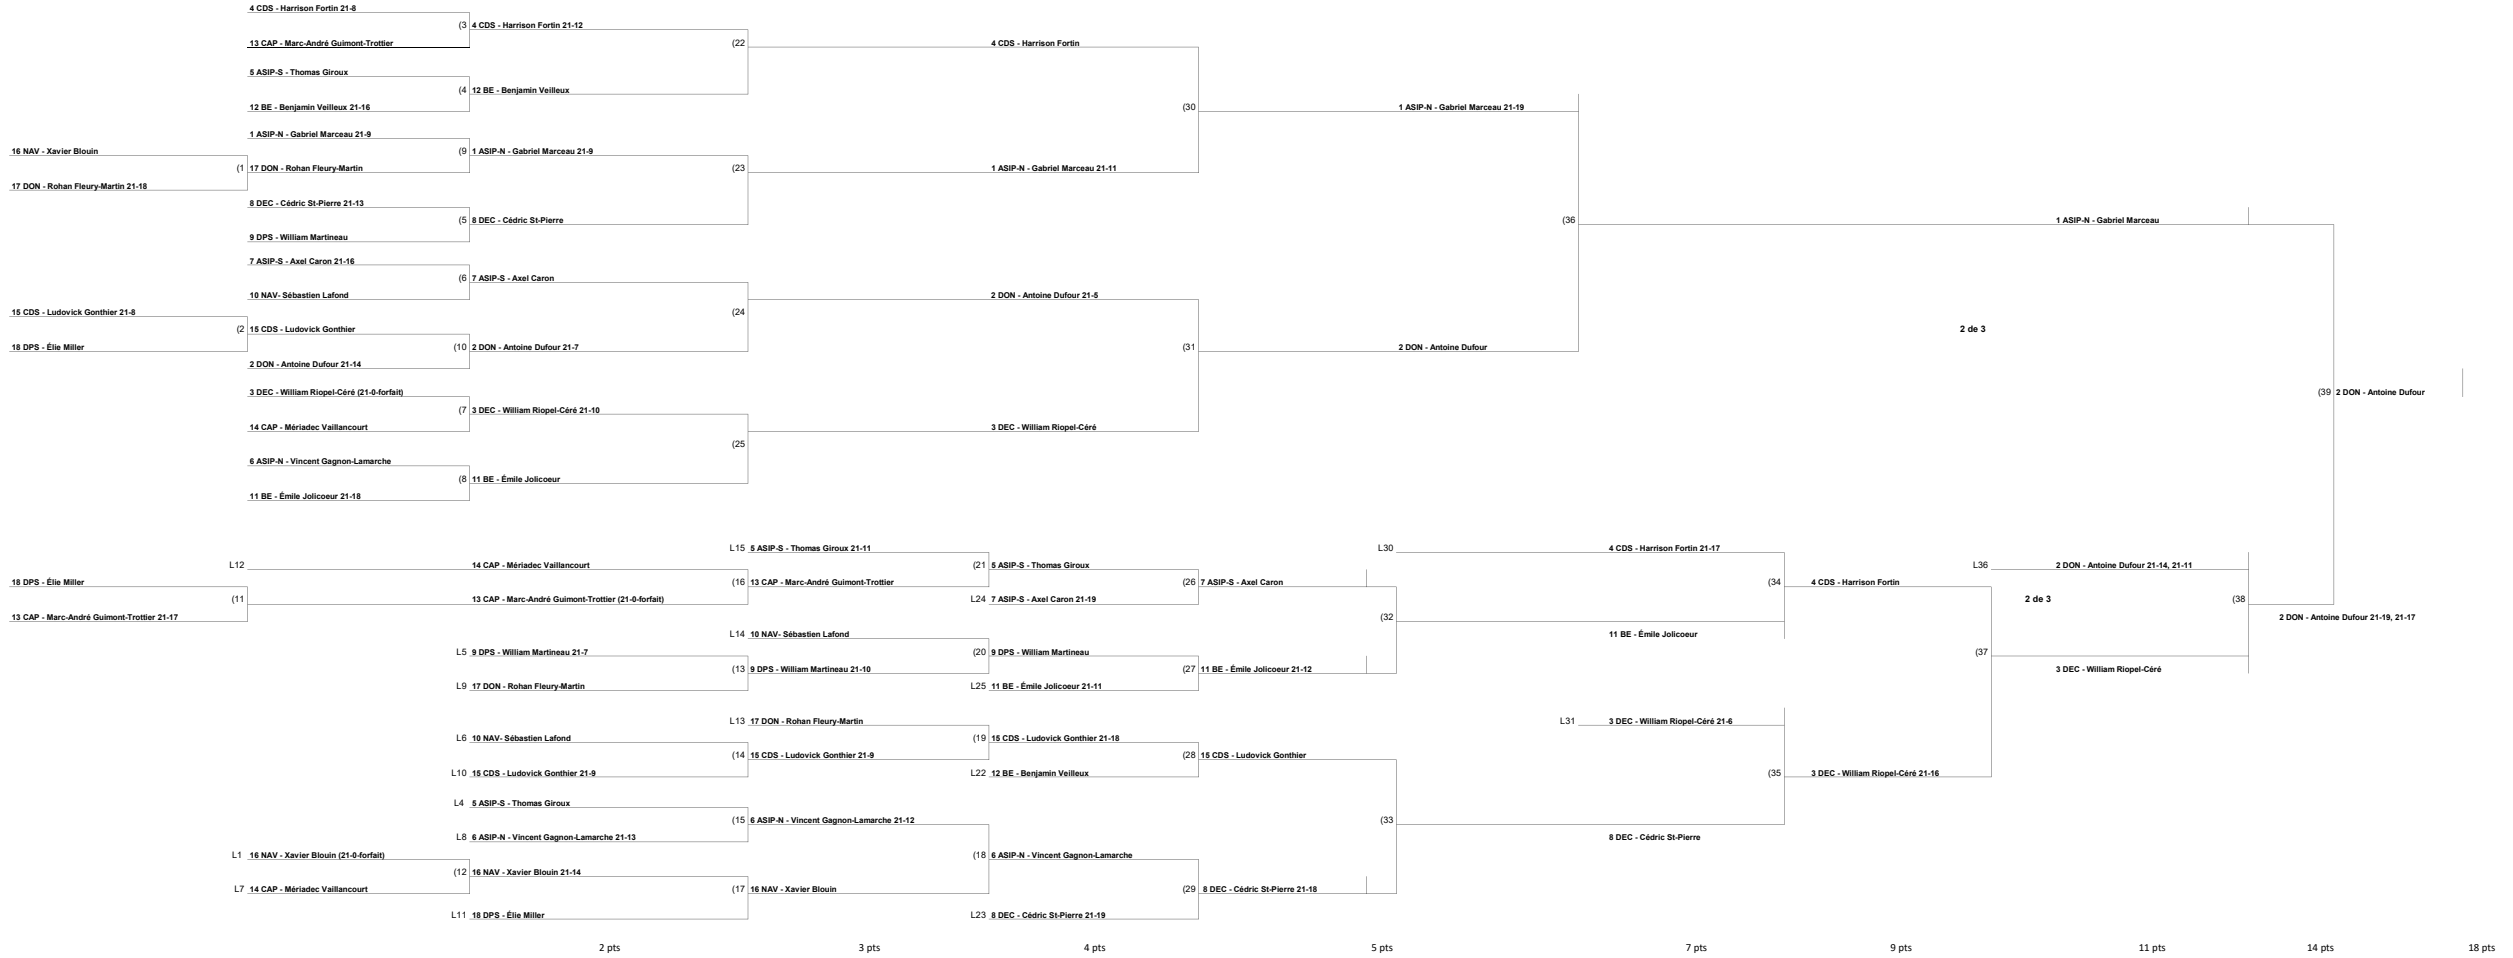 4 CDS - Harrison Fortin 21-8
(3 4 CDS - Harrison Fortin 21-12
13 CAP - Marc-André Guimont-Trottier
(22 4 CDS - Harrison Fortin
5 ASIP-S - Thomas Giroux
(4 12 BE - Benjamin Veilleux
12 BE - Benjamin Veilleux 21-16
(30 1 ASIP-N - Gabriel Marceau 21-19
1 ASIP-N - Gabriel Marceau 21-9
16 NAV - Xavier Blouin
(9 1 ASIP-N - Gabriel Marceau 21-9
(1 17 DON - Rohan Fleury-Martin
(23 1 ASIP-N - Gabriel Marceau 21-11
17 DON - Rohan Fleury-Martin 21-18
8 DEC - Cédric St-Pierre 21-13
(5 8 DEC - Cédric St-Pierre
(36 1 ASIP-N - Gabriel Marceau
9 DPS - William Martineau
7 ASIP-S - Axel Caron 21-16
(6 7 ASIP-S - Axel Caron
10 NAV- Sébastien Lafond
2 DON - Antoine Dufour 21-5
15 CDS - Ludovick Gonthier 21-8
(24
(2 15 CDS - Ludovick Gonthier
2 de 3
18 DPS - Élie Miller
(10 2 DON - Antoine Dufour 21-7
(31 2 DON - Antoine Dufour
2 DON - Antoine Dufour 21-14
3 DEC - William Riopel-Céré (21-0-forfait)
(39 2 DON - Antoine Dufour
(7 3 DEC - William Riopel-Céré 21-10
14 CAP - Mériadec Vaillancourt
3 DEC - William Riopel-Céré
(25
6 ASIP-N - Vincent Gagnon-Lamarche
(8 11 BE - Émile Jolicoeur
11 BE - Émile Jolicoeur 21-18
L15 5 ASIP-S - Thomas Giroux 21-11
L30 4 CDS - Harrison Fortin 21-17
L12 14 CAP - Mériadec Vaillancourt
(21 5 ASIP-S - Thomas Giroux
L36 2 DON - Antoine Dufour 21-14, 21-11
18 DPS - Élie Miller
(16 13 CAP - Marc-André Guimont-Trottier
(26 7 ASIP-S - Axel Caron
(34 4 CDS - Harrison Fortin
(11 13 CAP - Marc-André Guimont-Trottier (21-0-forfait)
L24 7 ASIP-S - Axel Caron 21-19
2 de 3
(38
13 CAP - Marc-André Guimont-Trottier 21-17
(32
2 DON - Antoine Dufour 21-19, 21-17
L14 10 NAV- Sébastien Lafond
11 BE - Émile Jolicoeur
L5 9 DPS - William Martineau 21-7
(20 9 DPS - William Martineau
(37
(13 9 DPS - William Martineau 21-10
(27 11 BE - Émile Jolicoeur 21-12
3 DEC - William Riopel-Céré
L9 17 DON - Rohan Fleury-Martin
L25 11 BE - Émile Jolicoeur 21-11
L13 17 DON - Rohan Fleury-Martin
L31 3 DEC - William Riopel-Céré 21-6
L6 10 NAV- Sébastien Lafond
(19 15 CDS - Ludovick Gonthier 21-18
(14 15 CDS - Ludovick Gonthier 21-9
(28 15 CDS - Ludovick Gonthier
L10 15 CDS - Ludovick Gonthier 21-9
L22 12 BE - Benjamin Veilleux
(35 3 DEC - William Riopel-Céré 21-16
L4 5 ASIP-S - Thomas Giroux
(15 6 ASIP-N - Vincent Gagnon-Lamarche 21-12
(33
L8 6 ASIP-N - Vincent Gagnon-Lamarche 21-13
8 DEC - Cédric St-Pierre
L1 16 NAV - Xavier Blouin (21-0-forfait)
(18 6 ASIP-N - Vincent Gagnon-Lamarche
(12 16 NAV - Xavier Blouin 21-14
L7 14 CAP - Mériadec Vaillancourt
(17 16 NAV - Xavier Blouin
(29 8 DEC - Cédric St-Pierre 21-18
L11 18 DPS - Élie Miller
L23 8 DEC - Cédric St-Pierre 21-19
2 pts 3 pts 4 pts 5 pts 7 pts 9 pts 11 pts 14 pts 18 pts